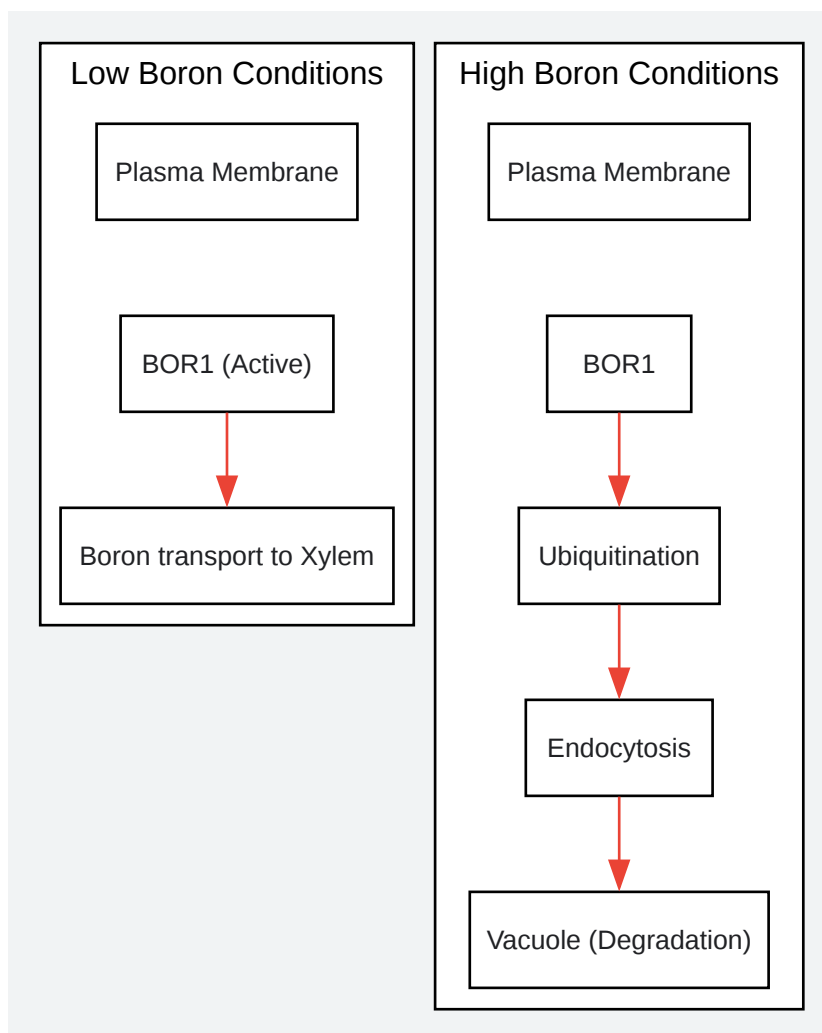 Low Boron Conditions
Plasma Membrane
BOR1 (Active)
Boron transport to Xylem
High Boron Conditions
Plasma Membrane
BOR1
Ubiquitination
Endocytosis
Vacuole (Degradation)